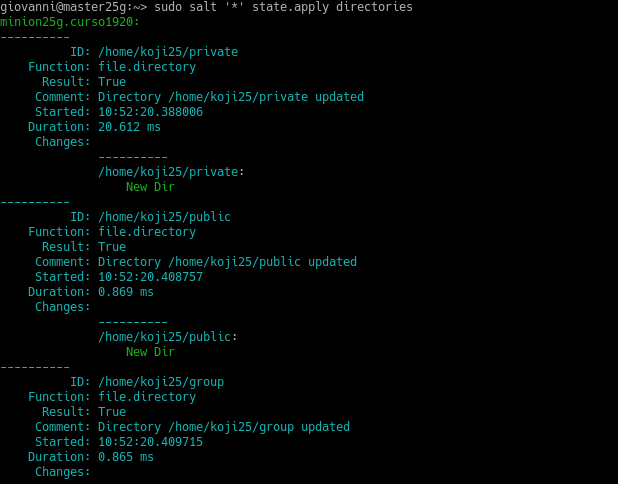 giovanni@master25g:~> sudo salt '*' state.apply directories
minion25g.curso1920:
----------
          ID: /home/koji25/private
    Function: file.directory
      Result: True
     Comment: Directory /home/koji25/private updated
     Started: 10:52:20.388006
    Duration: 20.612 ms
     Changes:
              ----------
              /home/koji25/private:
                  New Dir
----------
          ID: /home/koji25/public
    Function: file.directory
      Result: True
     Comment: Directory /home/koji25/public updated
     Started: 10:52:20.408757
    Duration: 0.869 ms
     Changes:
              ----------
              /home/koji25/public:
                  New Dir
----------
          ID: /home/koji25/group
    Function: file.directory
      Result: True
     Comment: Directory /home/koji25/group updated
     Started: 10:52:20.409715
    Duration: 0.865 ms
     Changes: